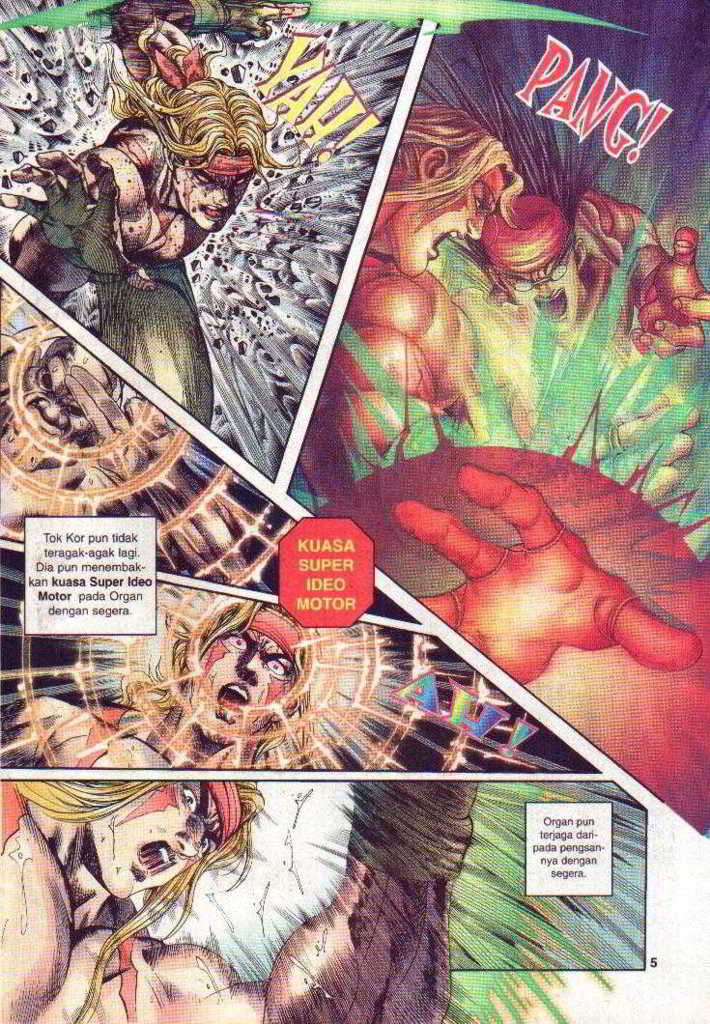 YAH!
PANG!
Tok Kor pun tidak
teragak-agak lagi.
Dia pun menembak-
kan kuasa Super Ideo
Motor pada Organ
dengan segera.
KUASA
SUPER
IDEO
MOTOR
AH!
Organ pun
terjaga dari-
pada pengsan-
nya dengan
segera.
5